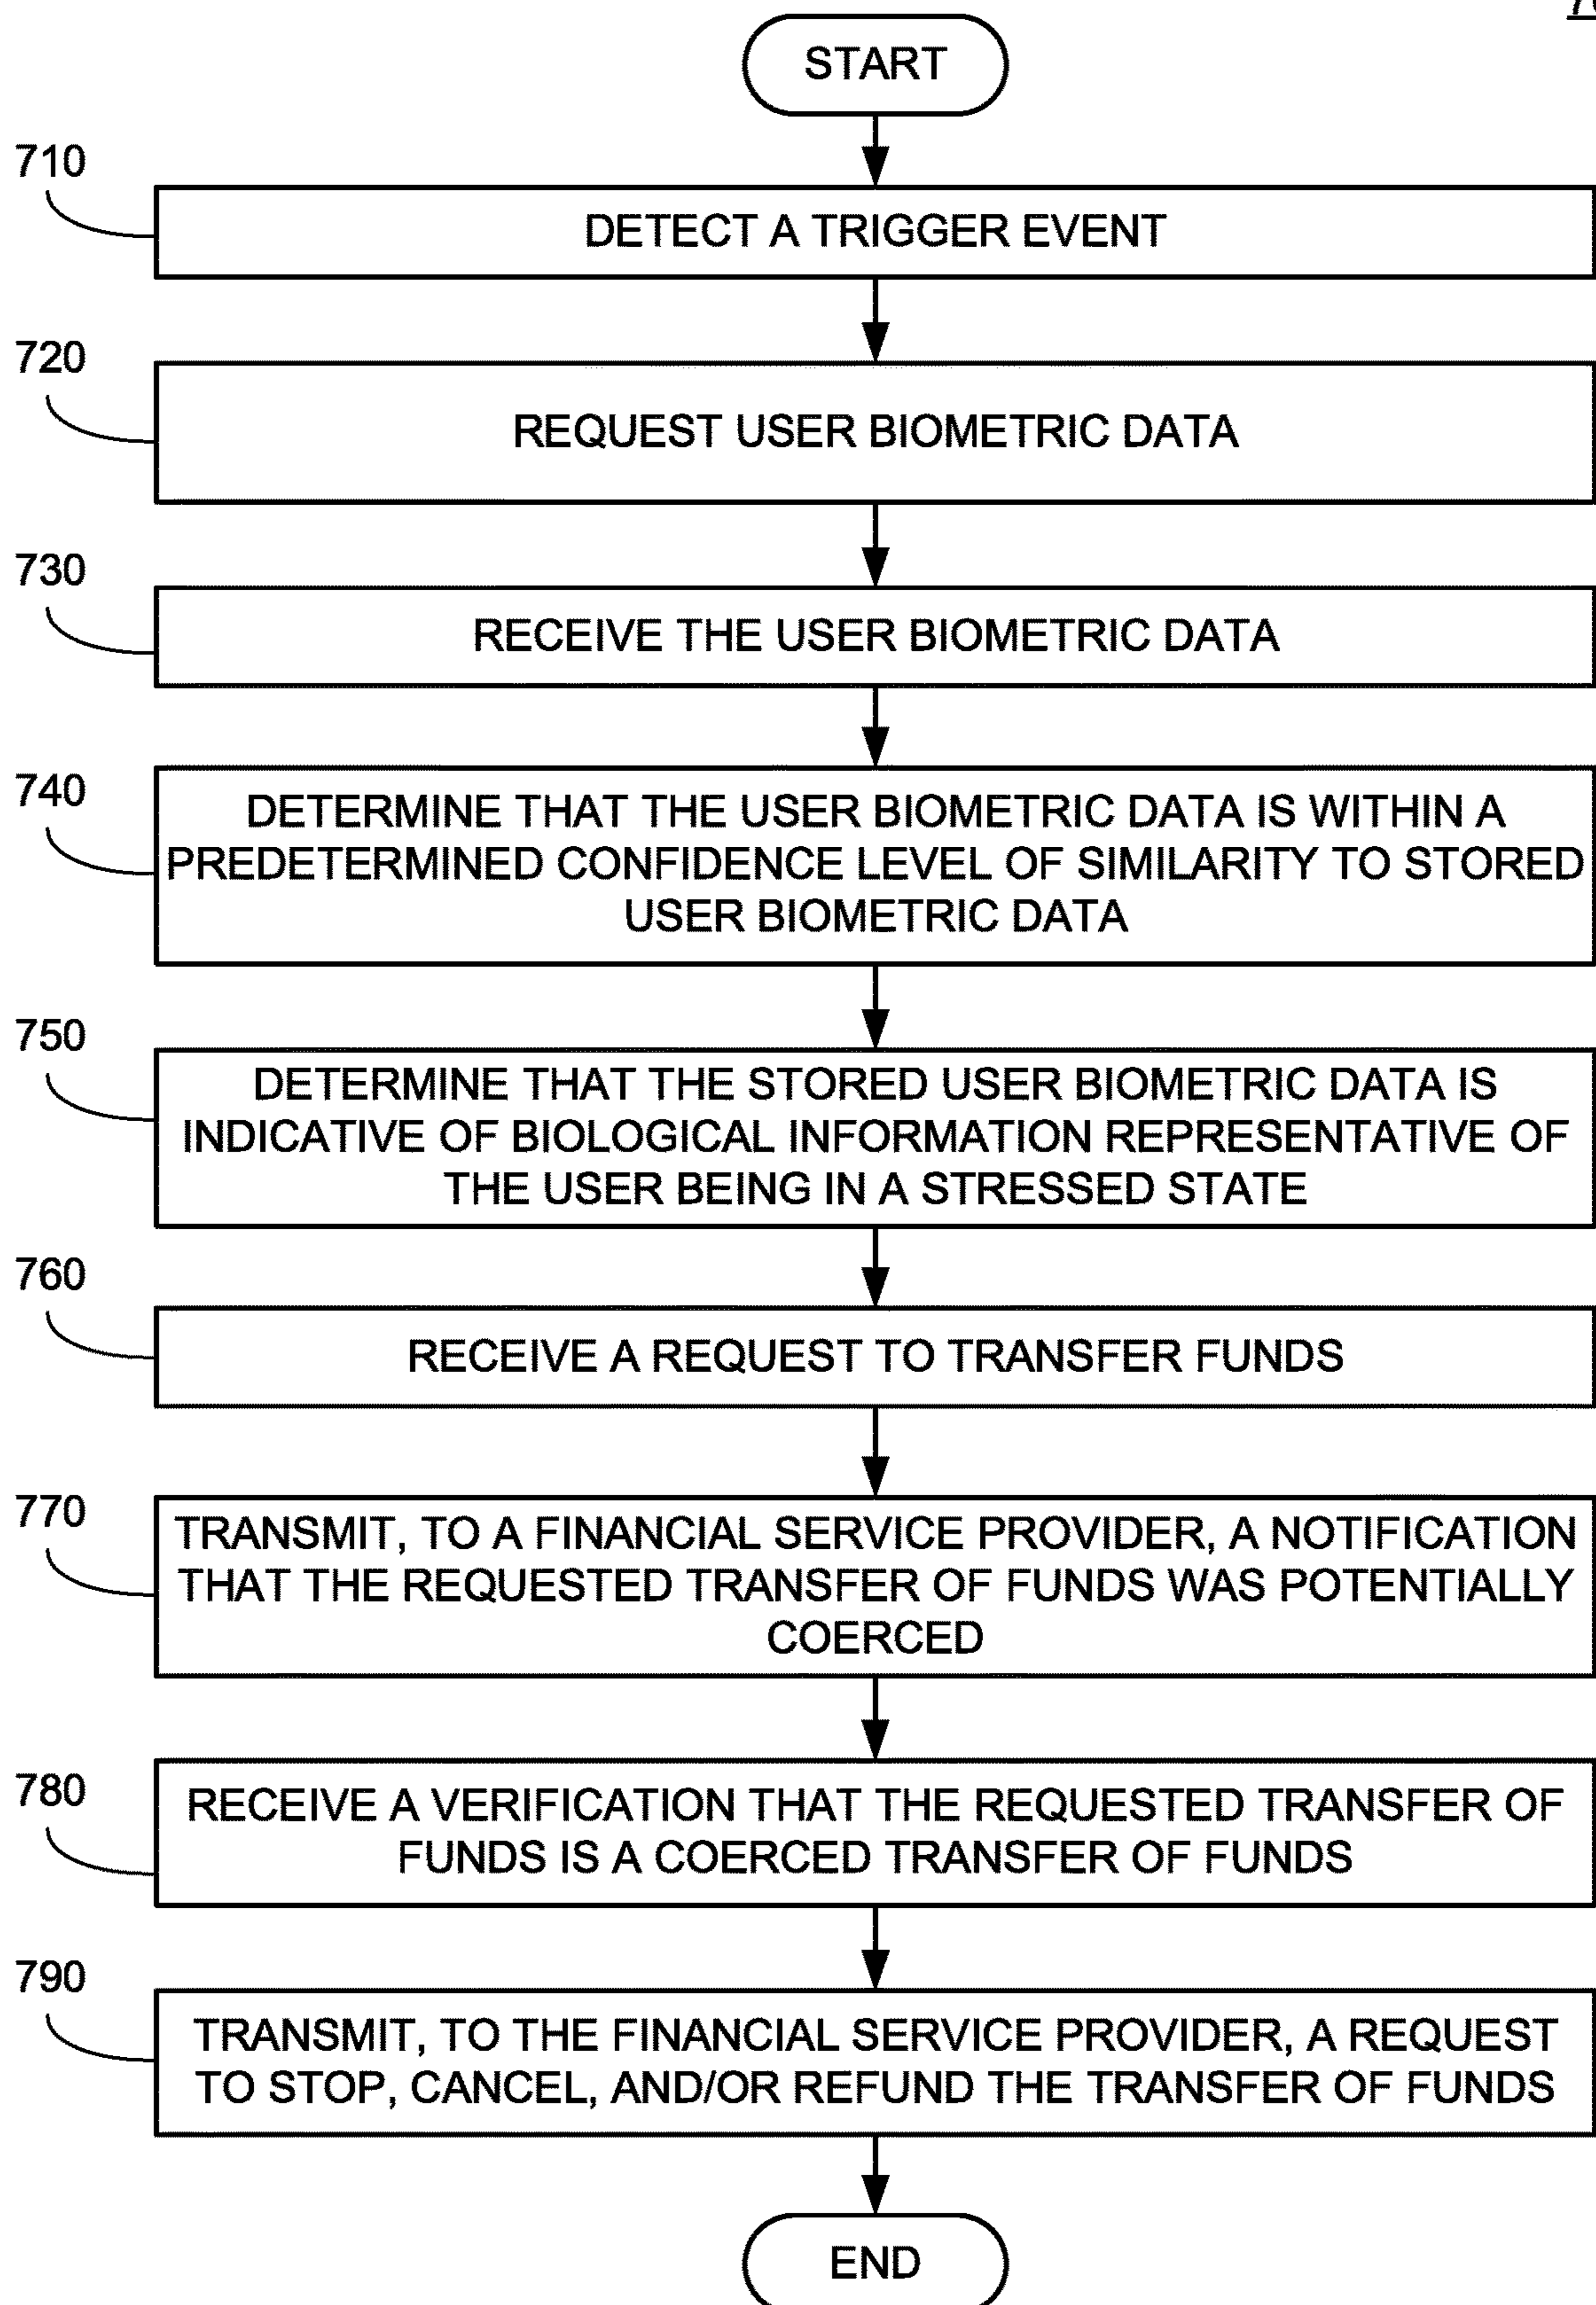 START
710
DETECT A TRIGGER EVENT
720
REQUEST USER BIOMETRIC DATA
730
RECEIVE THE USER BIOMETRIC DATA
740
DETERMINE THAT THE USER BIOMETRIC DATA IS WITHIN A
PREDETERMINED CONFIDENCE LEVEL OF SIMILARITY TO STORED
USER BIOMETRIC DATA
750
DETERMINE THAT THE STORED USER BIOMETRIC DATA IS
INDICATIVE OF BIOLOGICAL INFORMATION REPRESENTATIVE OF
THE USER BEING IN A STRESSED STATE
760
RECEIVE A REQUEST TO TRANSFER FUNDS
770
TRANSMIT, TO A FINANCIAL SERVICE PROVIDER, A NOTIFICATION
THAT THE REQUESTED TRANSFER OF FUNDS WAS POTENTIALLY
COERCED
780
RECEIVE A VERIFICATION THAT THE REQUESTED TRANSFER OF
FUNDS IS A COERCED TRANSFER OF FUNDS
790
TRANSMIT, TO THE FINANCIAL SERVICE PROVIDER, A REQUEST
TO STOP, CANCEL, AND/OR REFUND THE TRANSFER OF FUNDS
END